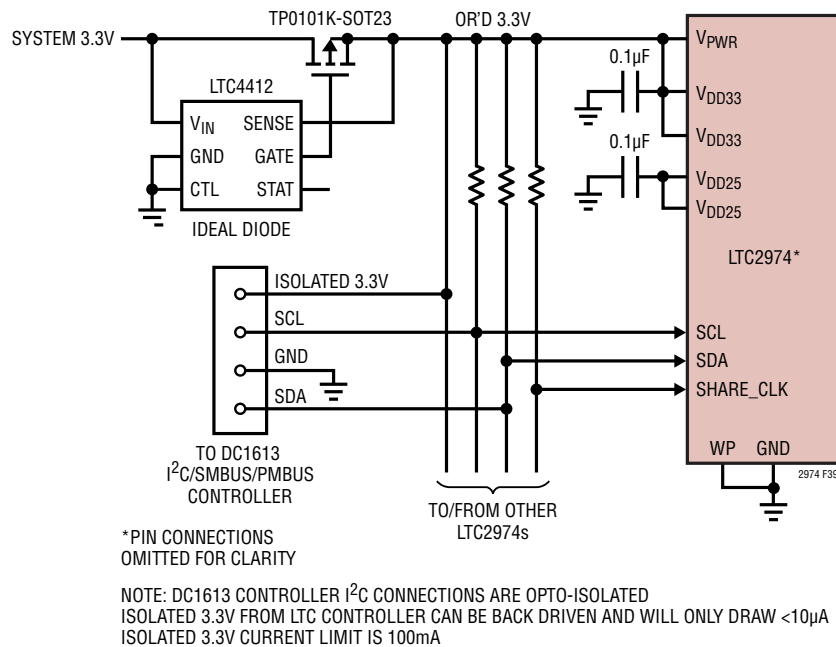 TP0101K-SOT23
OR'D 3.3V
SYSTEM 3.3V
LTC4412
VIN SENSE
GND GATE
CTL STAT
IDEAL DIODE
0.1µF
0.1µF
VPWR
VDD33
VDD33
VDD25
VDD25
LTC2974*
SCL
SDA
SHARE_CLK
WP GND
2974 F39
ISOLATED 3.3V
SCL
GND
SDA
TO DC1613
I2C/SMBUS/PMBUS
CONTROLLER
TO/FROM OTHER
LTC2974s
*PIN CONNECTIONS
OMITTED FOR CLARITY
NOTE: DC1613 CONTROLLER I2C CONNECTIONS ARE OPTO-ISOLATED
ISOLATED 3.3V FROM LTC CONTROLLER CAN BE BACK DRIVEN AND WILL ONLY DRAW <10µA
ISOLATED 3.3V CURRENT LIMIT IS 100mA